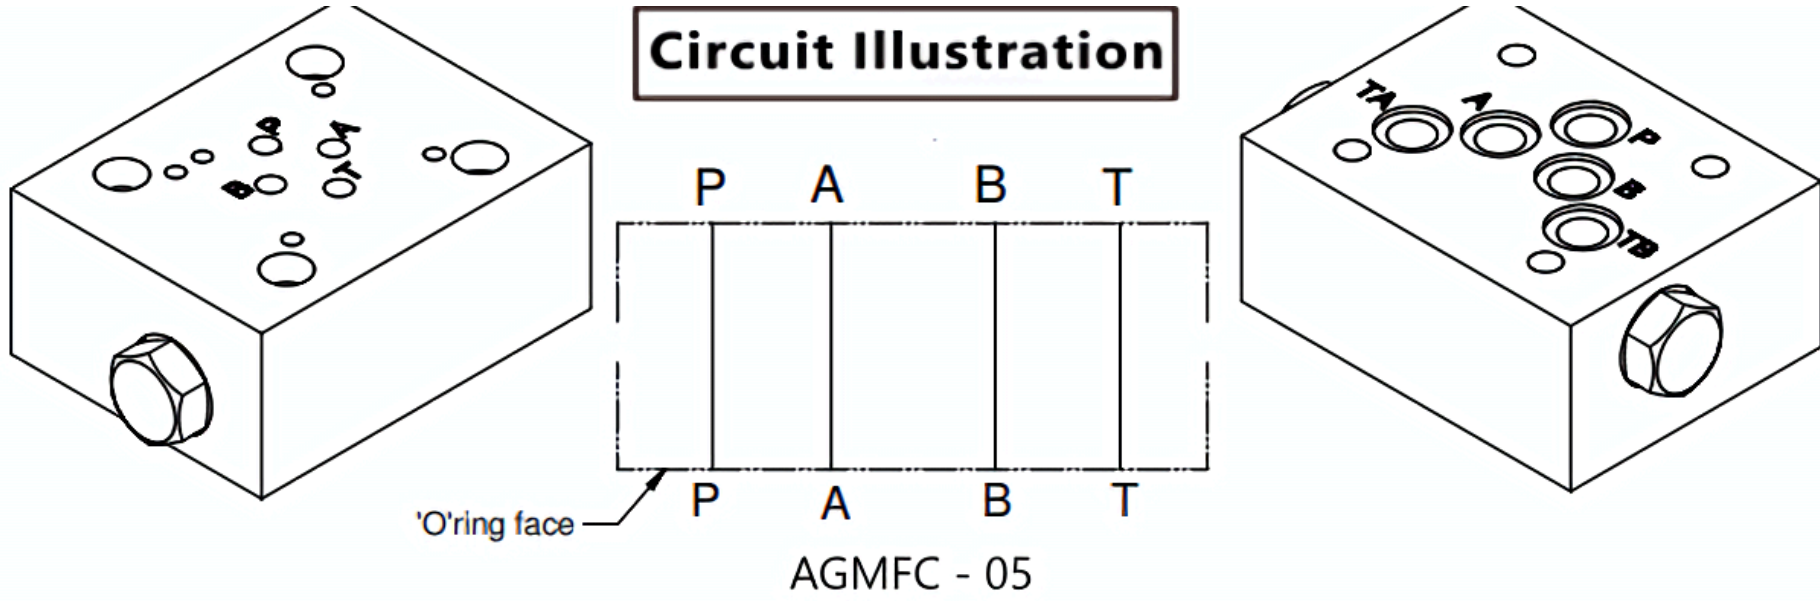 Circuit Illustration
P A B T
P A B T
'O'ring face
AGMFC - 05
P A
B T
TA A P
B
TB